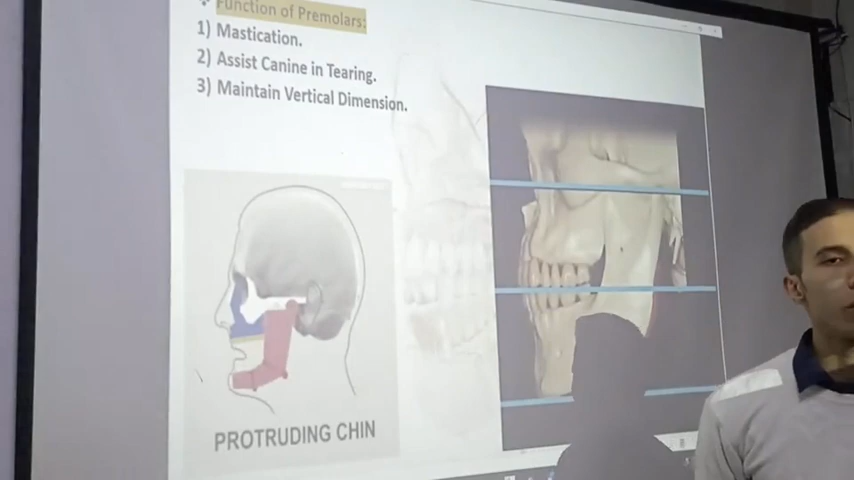 Function of Premolars:
1) Mastication.
2) Assist Canine in Tearing.
3) Maintain Vertical Dimension.
PROTRUDING CHIN